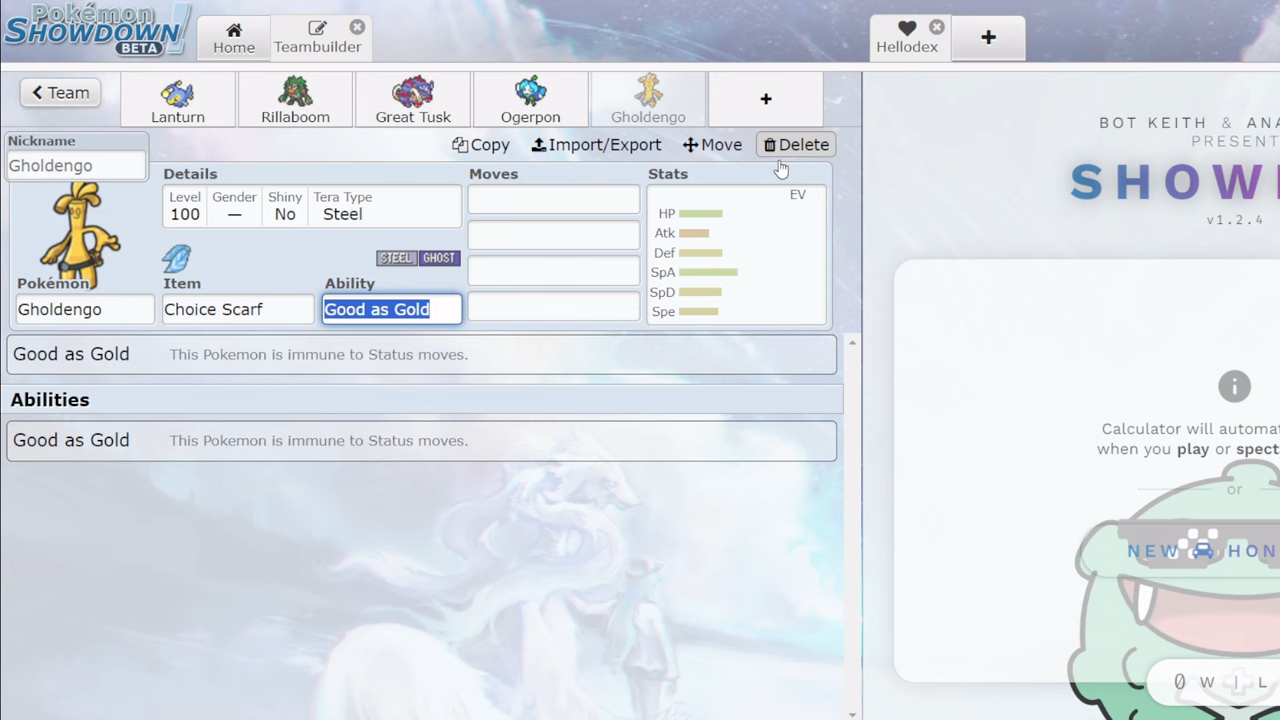 Pokémon
SHOWDOWN!
BETA
Home
Teambuilder
Hellodex
+
Team
Lanturn
Rillaboom
Great Tusk
Ogerpon
Gholdengo
+
Nickname
Gholdengo
Copy
Import/Export
Move
Delete
Details
Level
100
Gender
—
Shiny
No
Tera Type
Steel
Moves
Stats
EV
HP
Atk
Def
SpA
SpD
Spe
STEEL GHOST
Pokémon
Gholdengo
Item
Choice Scarf
Ability
Good as Gold
Good as Gold This Pokemon is immune to Status moves.
Abilities
Good as Gold This Pokemon is immune to Status moves.
BOT KEITH & ANA
PRESENT
SHOW
v1.2.4
Calculator will automa
when you play or spect
or
NEW HON
0 W | L